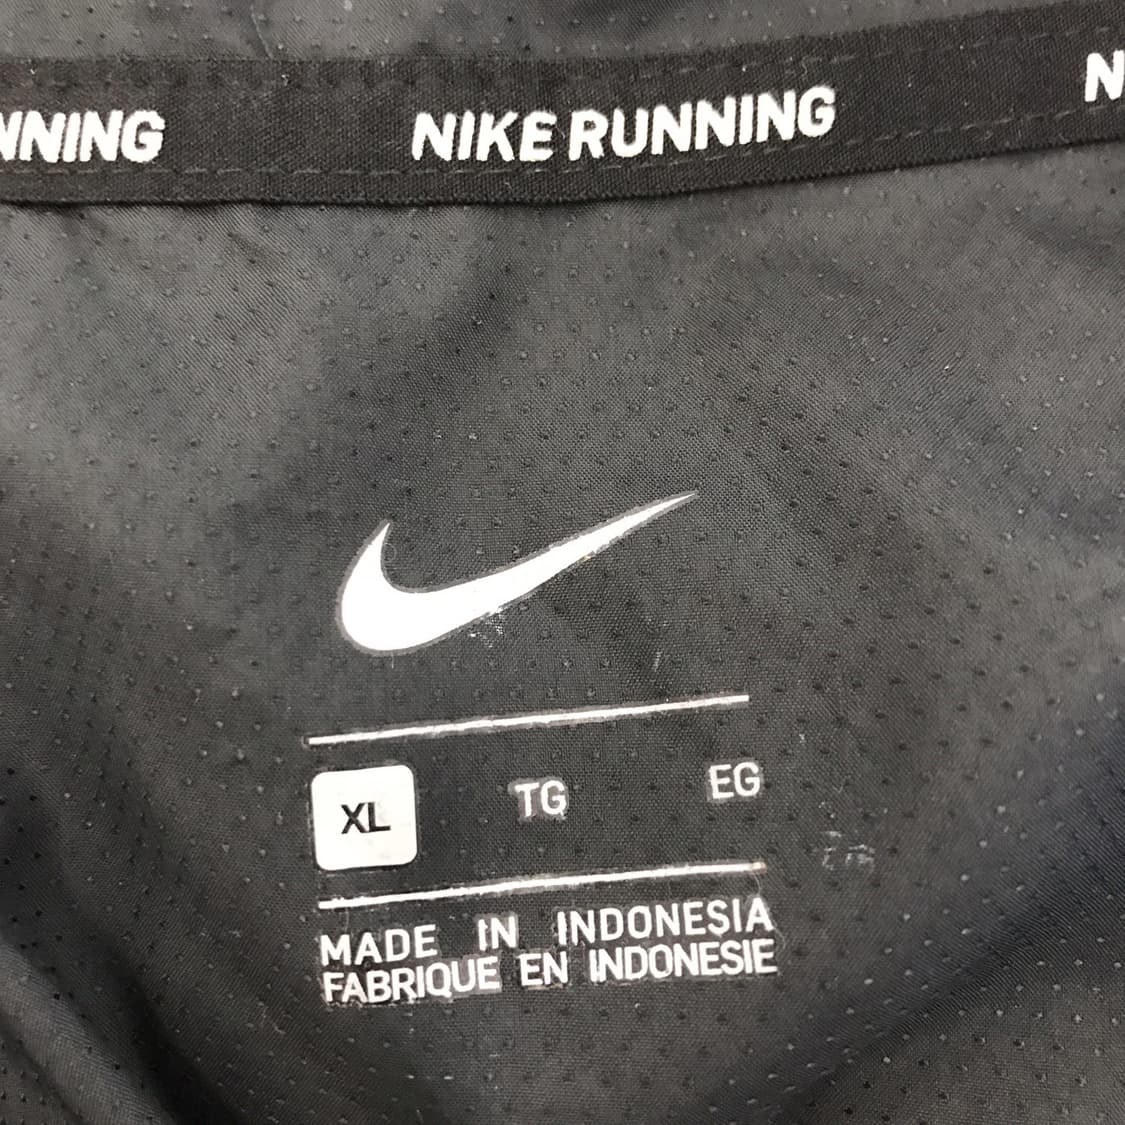 NNING NIKE RUNNING N
XL TG EG
MADE IN INDONESIA
FABRIQUE EN INDONESIE